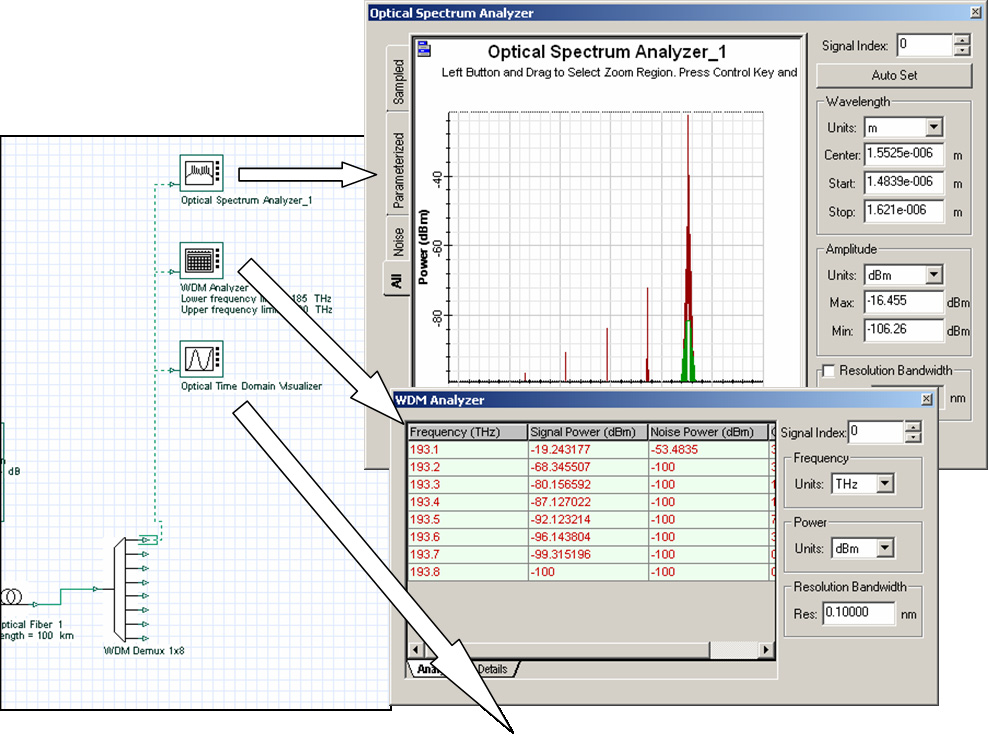 Optical Spectrum Analyzer
Optical Spectrum Analyzer_1
Left Button and Drag to Select Zoom Region. Press Control Key and
Sampled
Parameterized
Noise
All
Power (dBm)
-40
-60
-80
Signal Index: 0
Auto Set
Wavelength
Units: m
Center: 1.5525e-006 m
Start: 1.4839e-006 m
Stop: 1.621e-006 m
Amplitude
Units: dBm
Max: -16.455 dBm
Min: -106.26 dBm
Resolution Bandwidth
nm
Optical Spectrum Analyzer_1
WDM Analyzer
Lower frequency 185 THz
Upper frequency THz
Optical Time Domain Visualizer
dB
Optical Fiber 1
ength = 100 km
WDM Demux 1x8
WDM Analyzer
Frequency (THz) Signal Power (dBm) Noise Power (dBm)
193.1 -19.243177 -53.4835
193.2 -68.345507 -100
193.3 -80.156592 -100
193.4 -87.127022 -100
193.5 -92.123214 -100
193.6 -96.143804 -100
193.7 -99.315196 -100
193.8 -100 -100
Details
Signal Index: 0
Frequency
Units: THz
Power
Units: dBm
Resolution Bandwidth
Res: 0.10000 nm